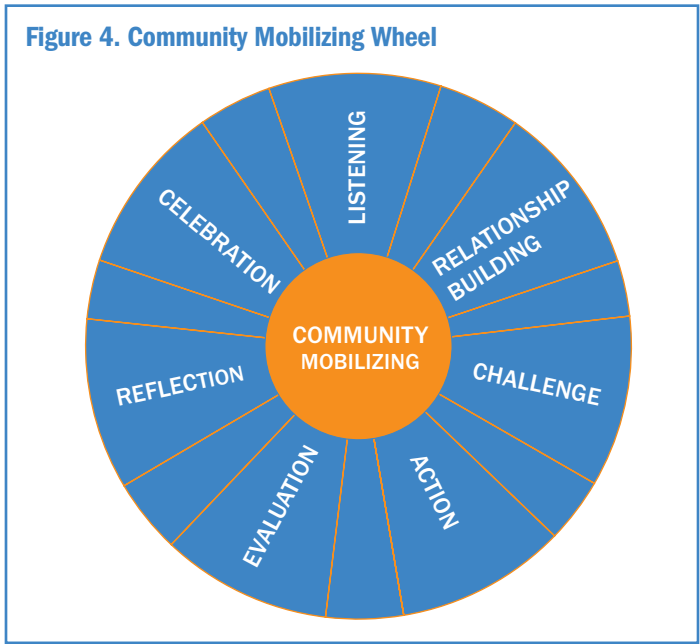 Figure 4. Community Mobilizing Wheel
LISTENING
RELATIONSHIP
BUILDING
CHALLENGE
ACTION
EVALUATION
REFLECTION
CELEBRATION
COMMUNITY
MOBILIZING